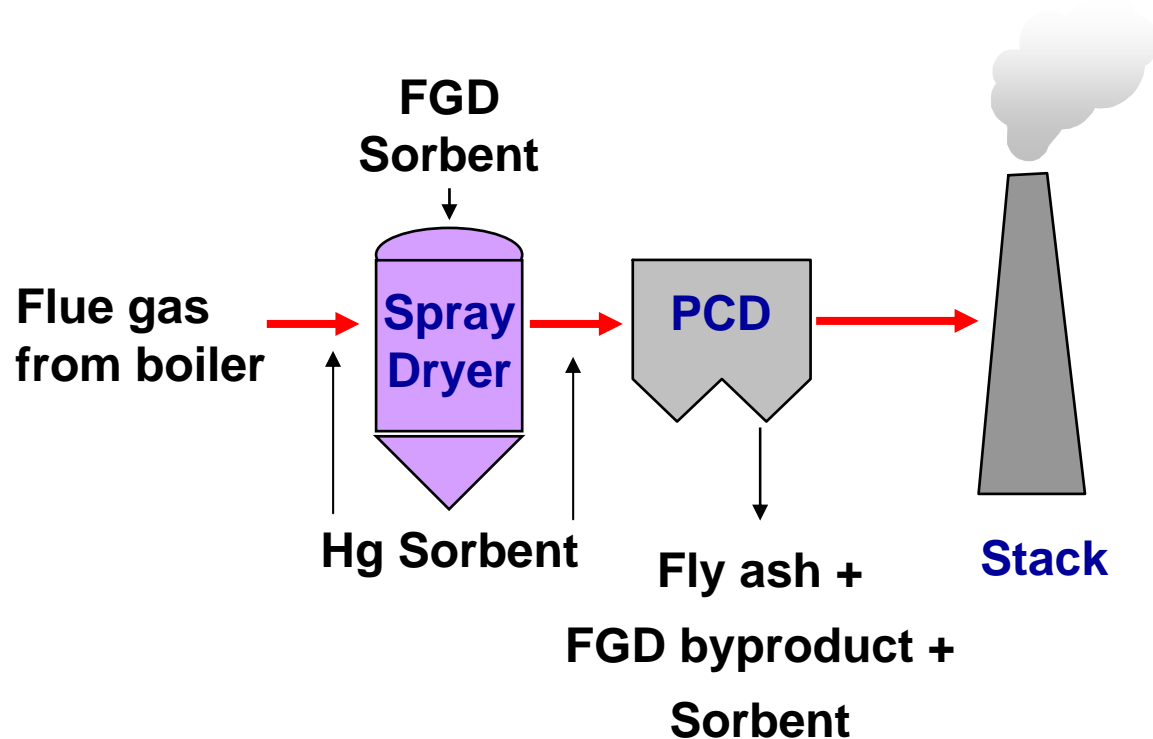 FGD
Sorbent
Flue gas
from boiler
Spray
Dryer
PCD
Hg Sorbent
Fly ash +
FGD byproduct +
Sorbent
Stack